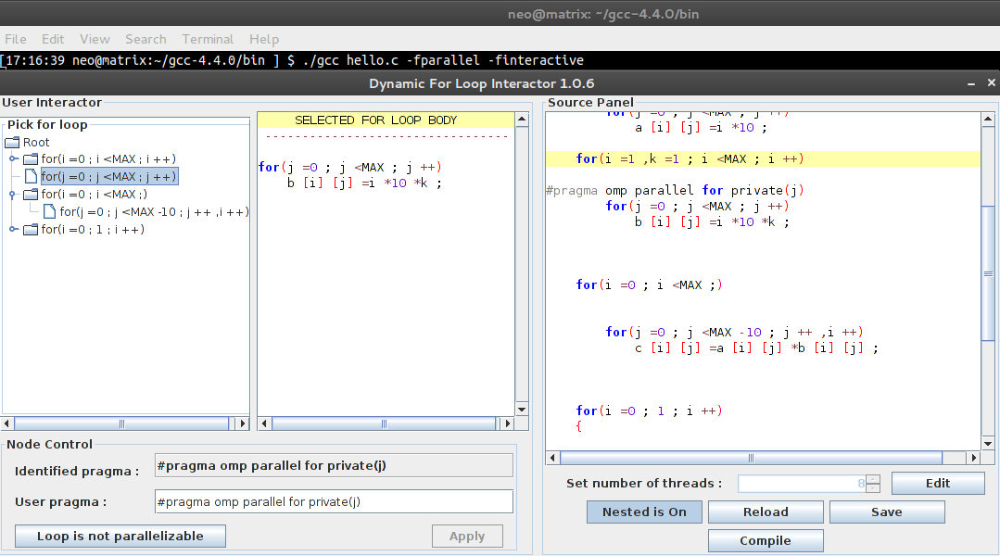 neo@matrix: ~/gcc-4.4.0/bin
File Edit View Search Terminal Help
[17:16:39 neo@matrix:~/gcc-4.4.0/bin ] $ ./gcc hello.c -fparallel -finteractive
Dynamic For Loop Interactor 1.0.6
User Interactor
Pick for loop
Root
for(i =0 ; i <MAX ; i ++)
for(j =0 ; j <MAX ; j ++)
for(i =0 ; i <MAX ;)
for(j =0 ; j <MAX -10 ; j ++ ,i ++)
for(i =0 ; 1 ; i ++)
SELECTED FOR LOOP BODY
------------------------------
for(j =0 ; j <MAX ; j ++)
b [i] [j] =i *10 *k ;
Source Panel
for(j =0 ; j <MAX ; j ++)
a [i] [j] =i *10 ;
for(i =1 ,k =1 ; i <MAX ; i ++)
#pragma omp parallel for private(j)
for(j =0 ; j <MAX ; j ++)
b [i] [j] =i *10 *k ;
for(i =0 ; i <MAX ;)
for(j =0 ; j <MAX -10 ; j ++ ,i ++)
c [i] [j] =a [i] [j] *b [i] [j] ;
for(i =0 ; 1 ; i ++)
{
Node Control
Identified pragma : #pragma omp parallel for private(j)
User pragma : #pragma omp parallel for private(j)
Loop is not parallelizable Apply
Set number of threads : 8 Edit
Nested is On Reload Save
Compile